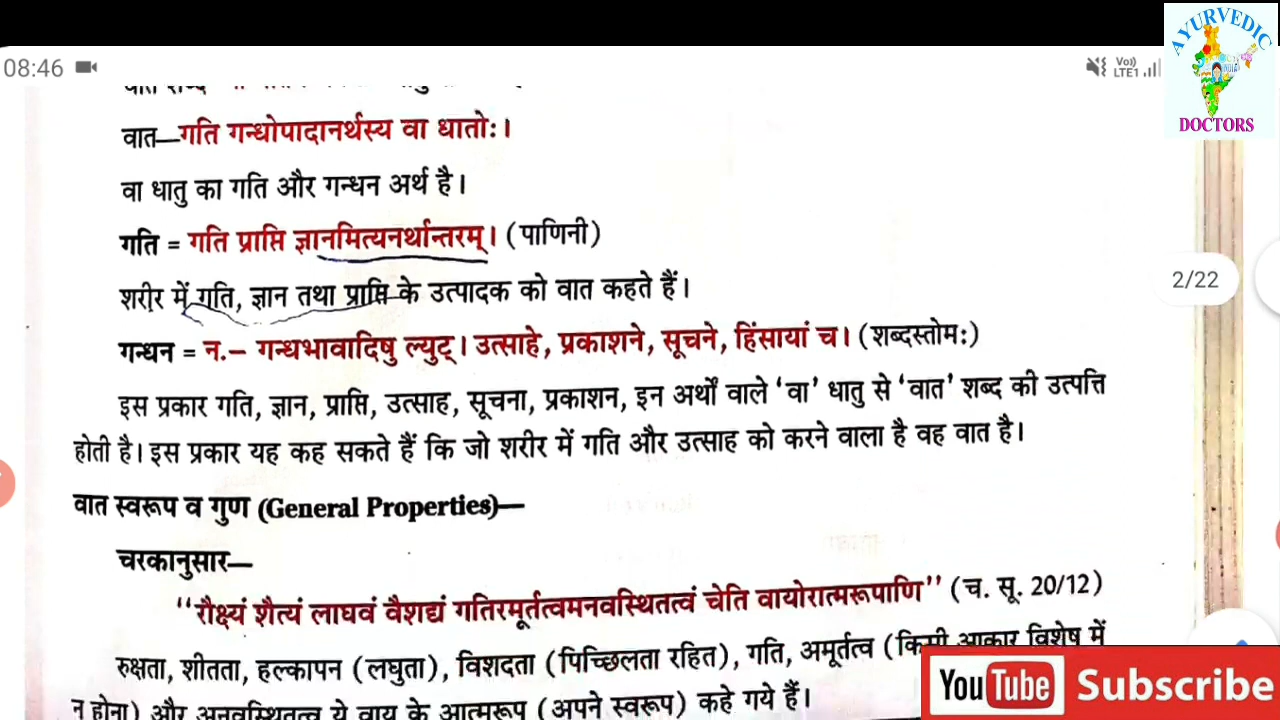 AYURVEDIC
DOCTORS
08:46
Vo))
LTE1
2/22
वात—गति गन्धोपादानर्थस्य वा धातोः।
वा धातु का गति और गन्धन अर्थ है।
गति = गति प्राप्ति ज्ञानमित्यनर्थान्तरम्। (पाणिनी)
शरीर में गति, ज्ञान तथा प्राप्ति के उत्पादक को वात कहते हैं।
गन्धन = न.– गन्धभावादिषु ल्युट्। उत्साहे, प्रकाशने, सूचने, हिंसायां च। (शब्दस्तोमः)
इस प्रकार गति, ज्ञान, प्राप्ति, उत्साह, सूचना, प्रकाशन, इन अर्थों वाले ‘वा’ धातु से ‘वात’ शब्द की उत्पत्ति
होती है। इस प्रकार यह कह सकते हैं कि जो शरीर में गति और उत्साह को करने वाला है वह वात है।
वात स्वरूप व गुण (General Properties)—
चरकानुसार—
“रौक्ष्यं शैत्यं लाघवं वैशद्यं गतिरमूर्तत्वमनवस्थितत्वं चेति वायोरात्मरूपाणि” (च. सू. 20/12)
रुक्षता, शीतता, हल्कापन (लघुता), विशदता (पिच्छिलता रहित), गति, अमूर्तत्व (किसी आकार विशेष में
न होना) और अनवस्थितत्व ये वायु के आत्मरूप (अपने स्वरूप) कहे गये हैं।
YouTube Subscribe